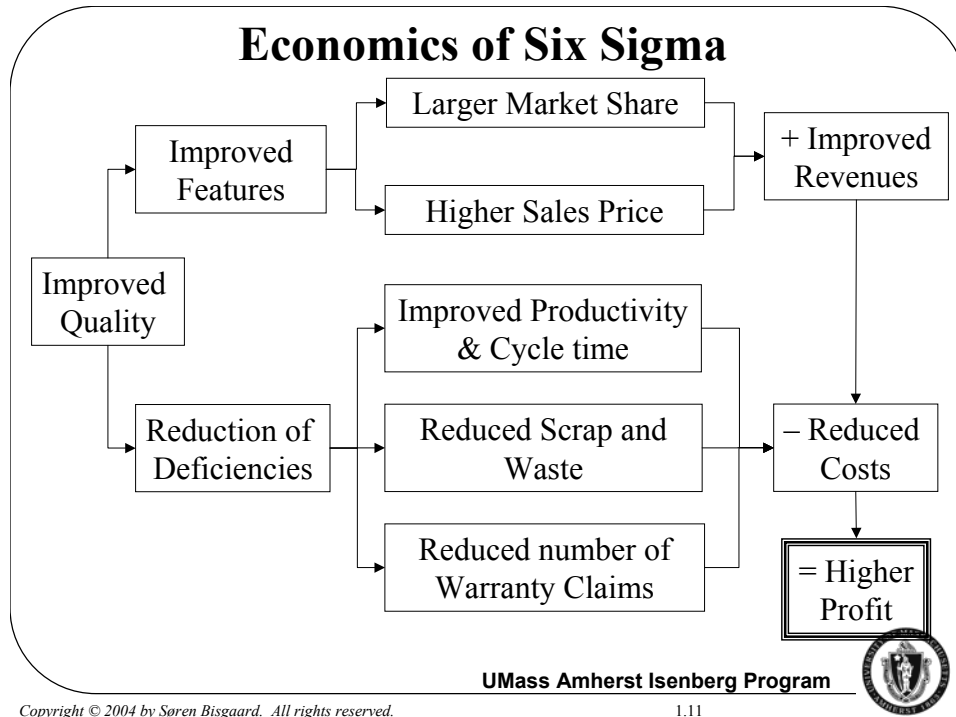 Economics of Six Sigma
Larger Market Share
Improved
Features
+ Improved
Revenues
Higher Sales Price
Improved
Quality
Improved Productivity
& Cycle time
Reduction of
Deficiencies
Reduced Scrap and
Waste
– Reduced
Costs
Reduced number of
Warranty Claims
= Higher
Profit
UMass Amherst Isenberg Program
Copyright © 2004 by Søren Bisgaard. All rights reserved.
1.11